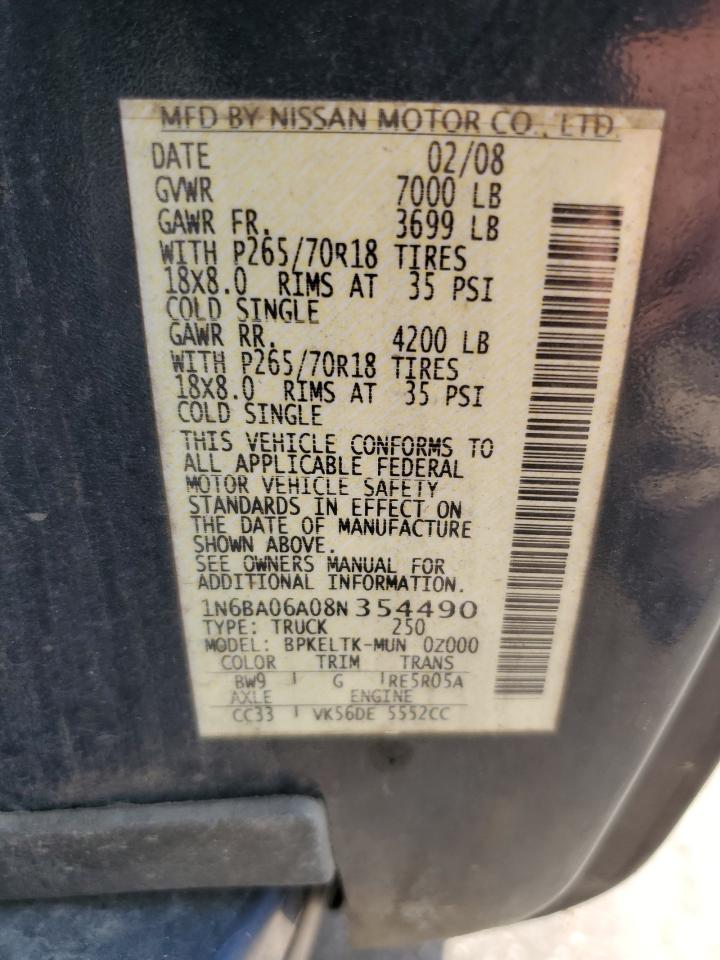 MFD BY NISSAN MOTOR CO., LTD.
DATE 02/08
GVWR 7000 LB
GAWR FR. 3699 LB
WITH P265/70R18 TIRES
18X8.0 RIMS AT 35 PSI
COLD SINGLE
GAWR RR. 4200 LB
WITH P265/70R18 TIRES
18X8.0 RIMS AT 35 PSI
COLD SINGLE
THIS VEHICLE CONFORMS TO
ALL APPLICABLE FEDERAL
MOTOR VEHICLE SAFETY
STANDARDS IN EFFECT ON
THE DATE OF MANUFACTURE
SHOWN ABOVE.
SEE OWNERS MANUAL FOR
ADDITIONAL INFORMATION.
1N6BA06A08N354490
TYPE: TRUCK 250
MODEL: BPKELTK-MUN 0Z000
COLOR TRIM TRANS
BW9 G RE5R05A
AXLE ENGINE
CC33 VK56DE 5552CC